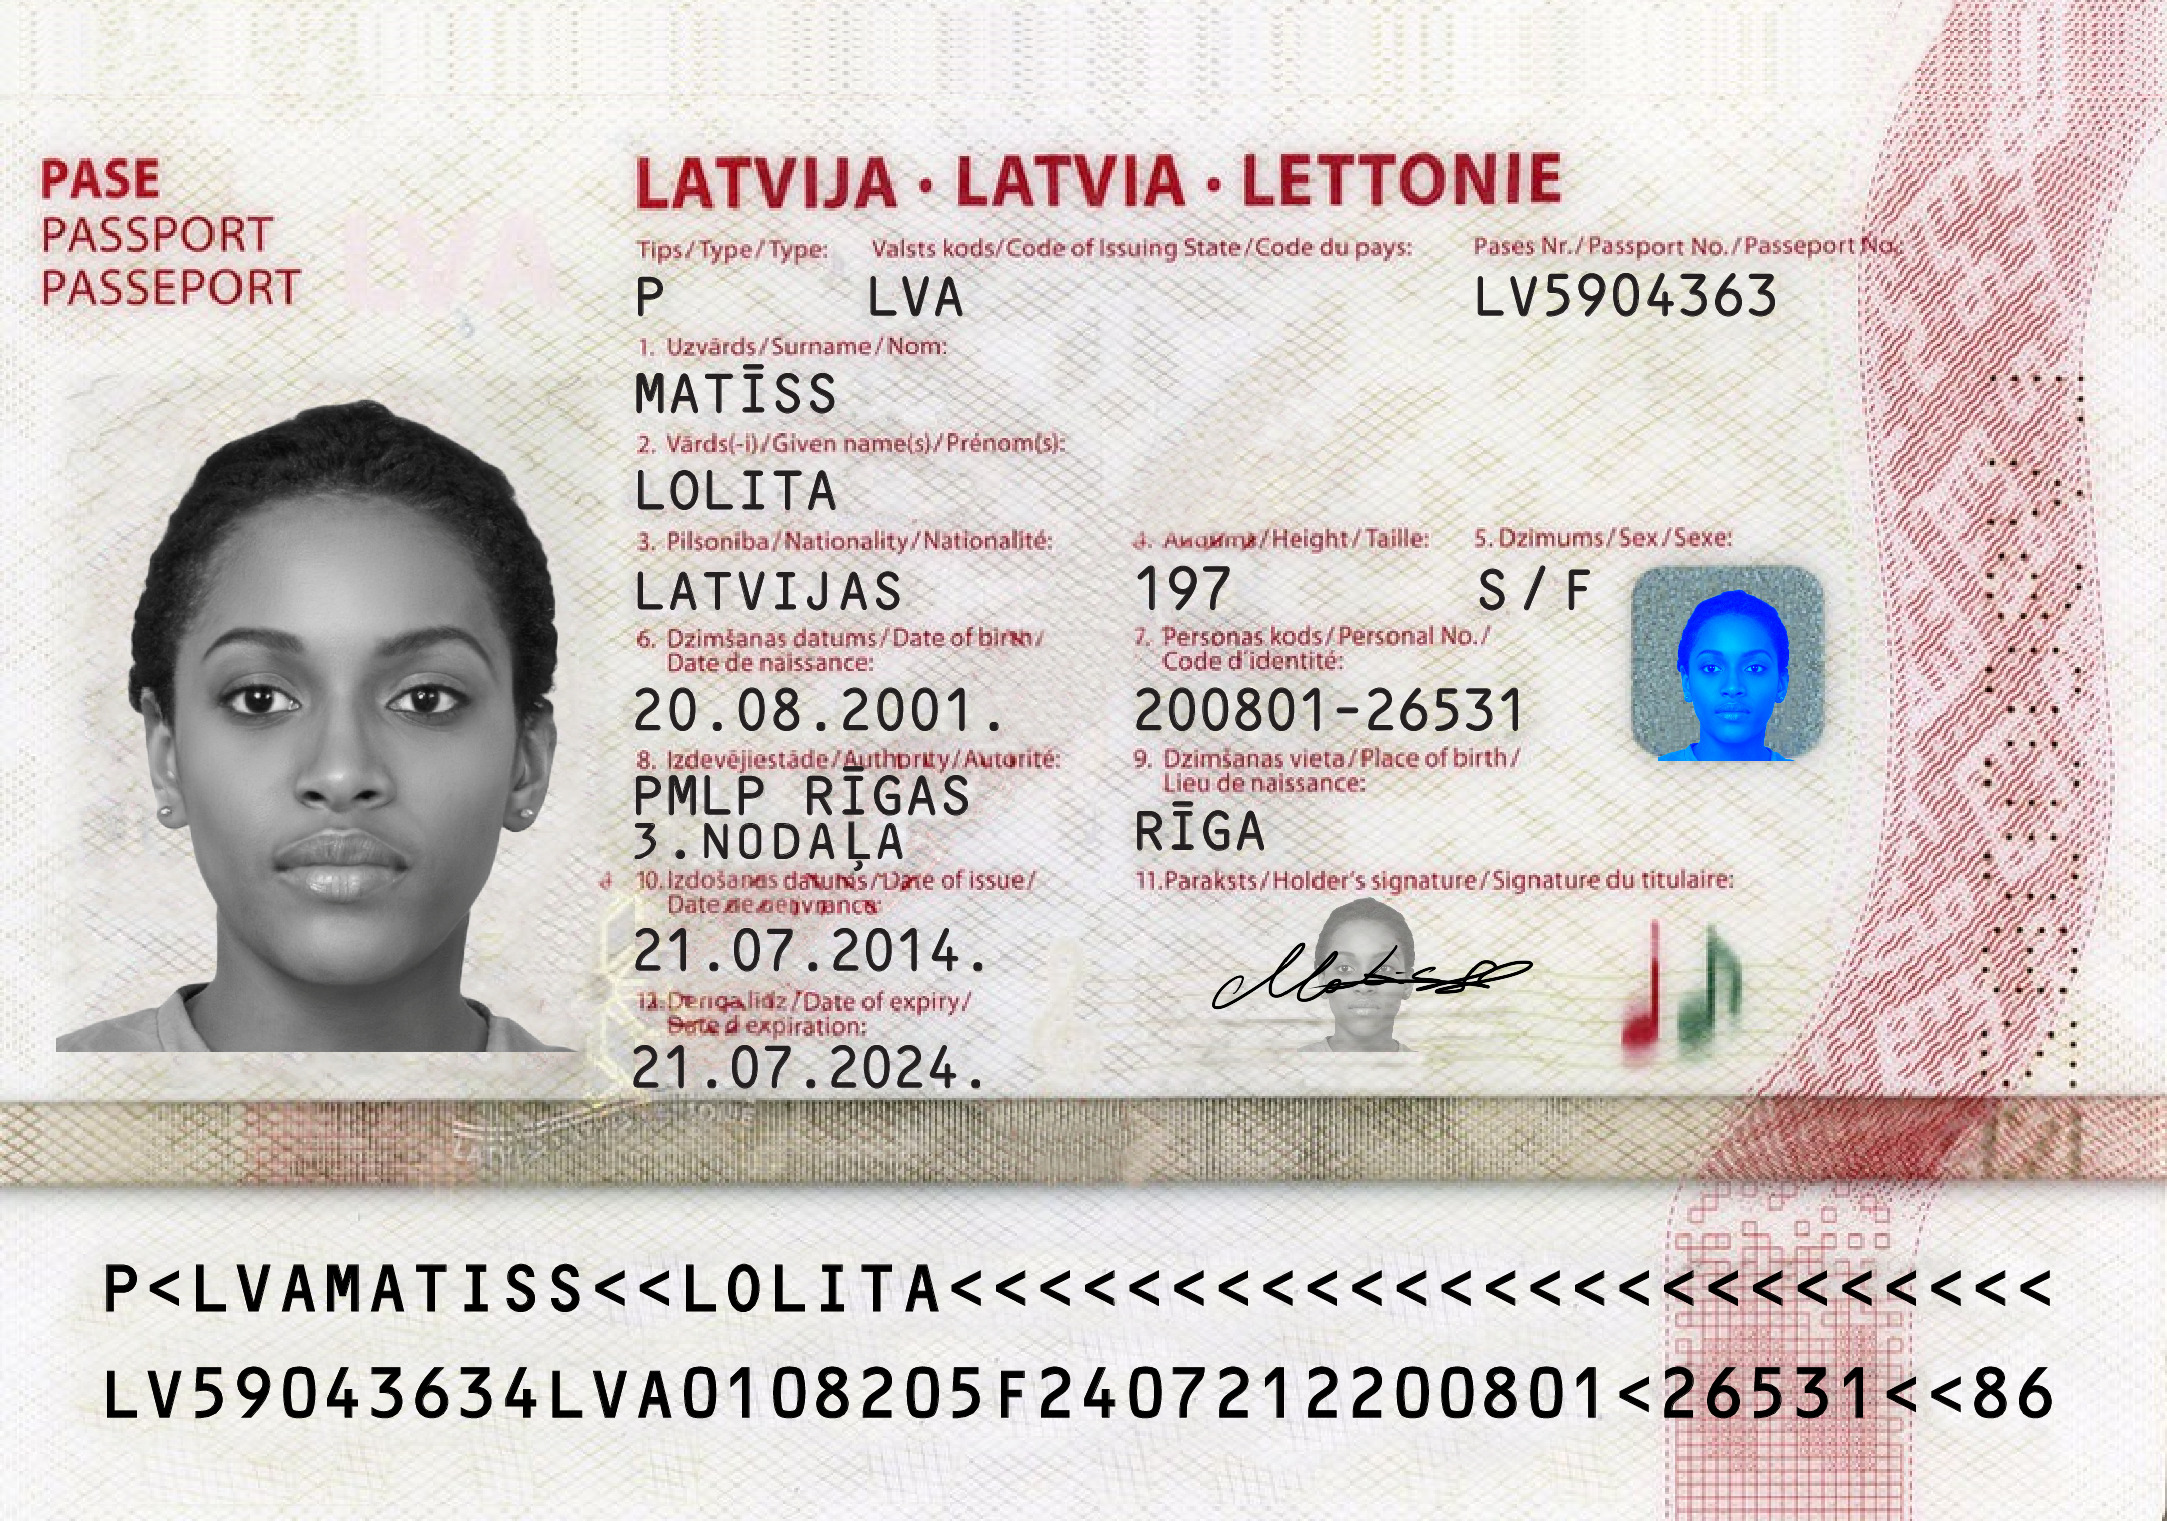 PASE
PASSPORT
PASSEPORT
LVA
LATVIJA · LATVIA · LETTONIE
Tips/Type/Type: Valsts kods/Code of Issuing State/Code du pays: Pases Nr./Passport No./Passeport No.:
P LVA LV5904363
1. Uzvārds/Surname/Nom:
MATĪSS
2. Vārds(-i)/Given name(s)/Prénom(s):
LOLITA
3. Pilsonība/Nationality/Nationalité: 4. Augums/Height/Taille: 5. Dzimums/Sex/Sexe:
LATVIJAS 197 S/F
6. Dzimšanas datums/Date of birth/ 7. Personas kods/Personal No./
Date de naissance: Code d'identité:
20.08.2001. 200801-26531
8. Izdevējiestāde/Authority/Autorité: 9. Dzimšanas vieta/Place of birth/
Lieu de naissance:
PMLP RĪGAS
3.NODAĻA RĪGA
10. Izdošanas datums/Date of issue/ 11.Paraksts/Holder's signature/Signature du titulaire:
Date de délivrance:
21.07.2014.
Matiss
12. Derīga līdz/Date of expiry/
Date d'expiration:
21.07.2024.
P<LVAMATISS<<LOLITA<<<<<<<<<<<<<<<<<<<<<<<<<
LV59043634LVA0108205F2407212200801<26531<<86